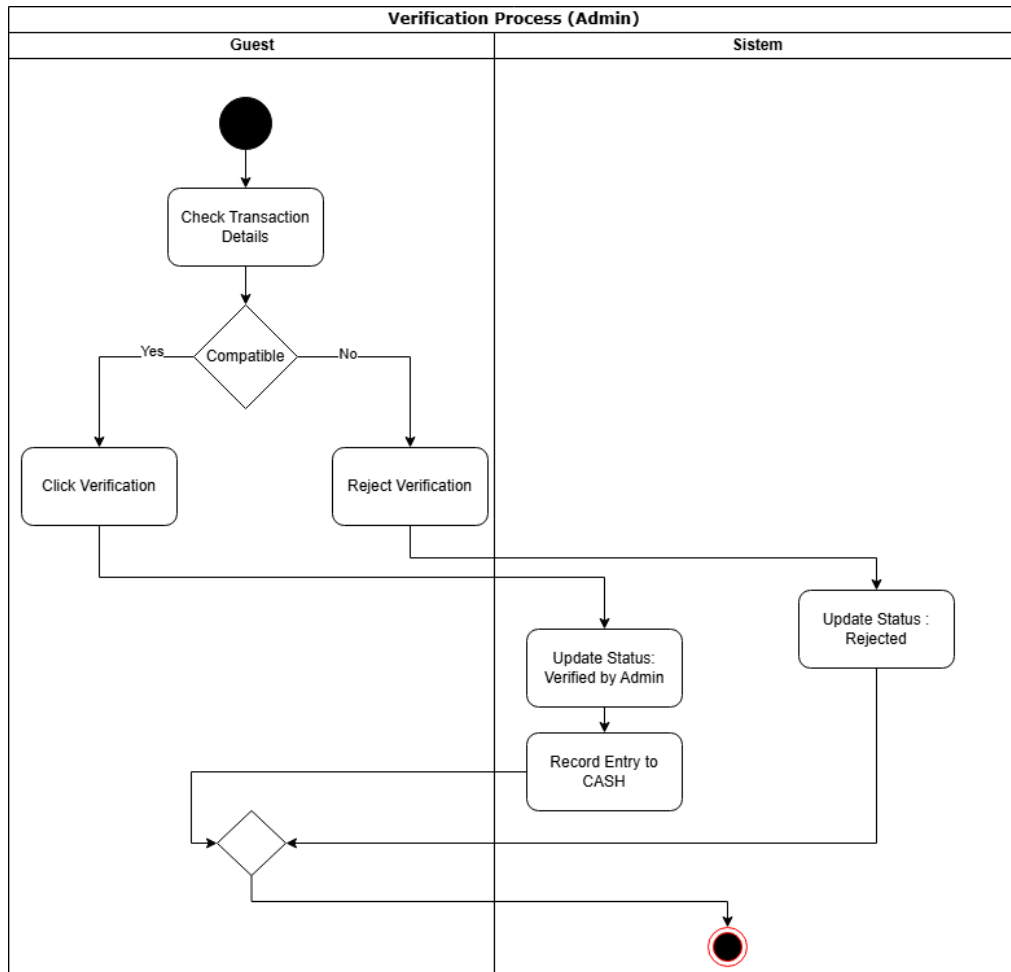 Verification Process (Admin)
Guest
Sistem
Check Transaction
Details
Yes
Compatible
No
Click Verification
Reject Verification
Update Status :
Rejected
Update Status:
Verified by Admin
Record Entry to
CASH